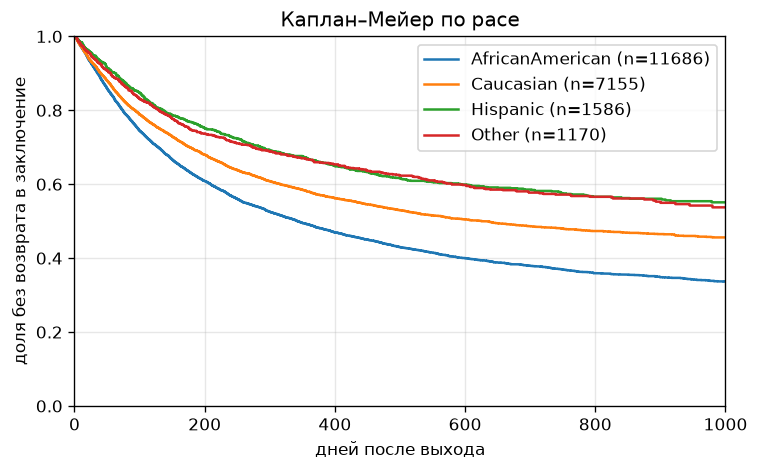 Каплан–Мейер по расе
доля без возврата в заключение
1.0
0.8
0.6
0.4
0.2
0.0
AfricanAmerican (n=11686)
Caucasian (n=7155)
Hispanic (n=1586)
Other (n=1170)
0 200 400 600 800 1000
дней после выхода